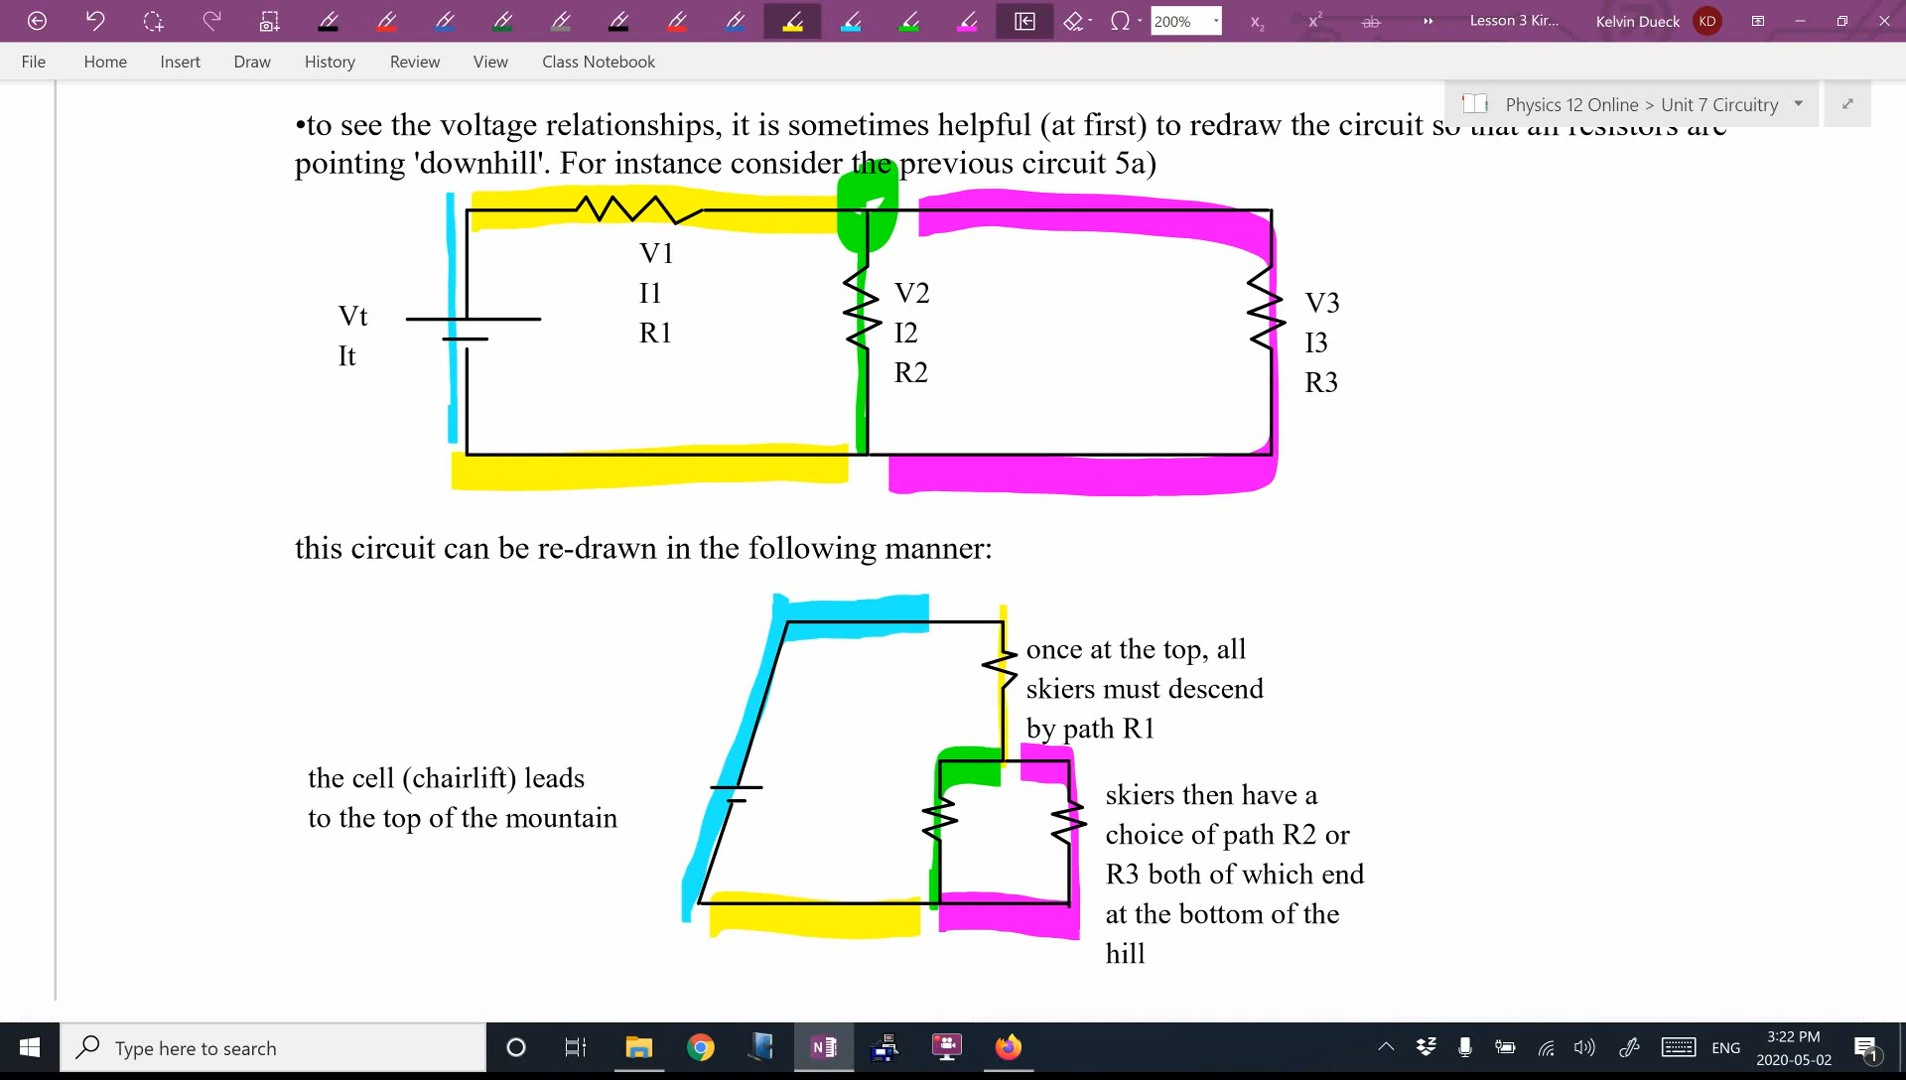 200%
x₂
x²
ab
Lesson 3 Kir...
Kelvin Dueck
KD
File
Home
Insert
Draw
History
Review
View
Class Notebook
Physics 12 Online > Unit 7 Circuitry
•to see the voltage relationships, it is sometimes helpful (at first) to redraw the circuit so that all resistors are
pointing 'downhill'. For instance consider the previous circuit 5a)
V1
I1
R1
Vt
It
V2
I2
R2
V3
I3
R3
this circuit can be re-drawn in the following manner:
once at the top, all
skiers must descend
by path R1
the cell (chairlift) leads
to the top of the mountain
skiers then have a
choice of path R2 or
R3 both of which end
at the bottom of the
hill
Type here to search
N
ENG
3:22 PM
2020-05-02
1